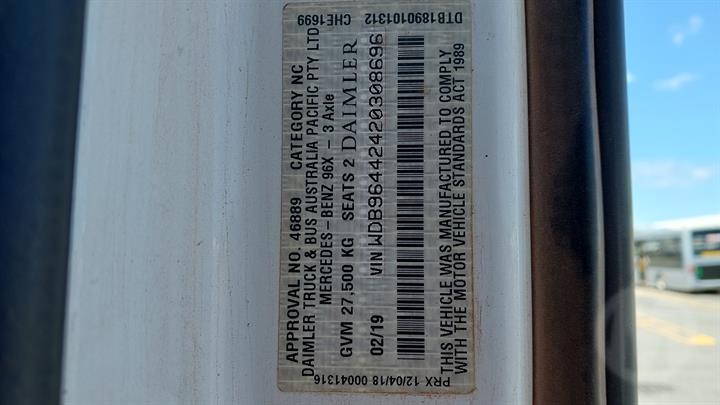 APPROVAL NO. 46889 CATEGORY NC
DAIMLER TRUCK & BUS AUSTRALIA PACIFIC PTY LTD
MERCEDES-BENZ 96X - 3 Axle
GVM 27,500 KG SEATS 2 DAIMLER
02/19 VIN WDB96442420308696
THIS VEHICLE WAS MANUFACTURED TO COMPLY
WITH THE MOTOR VEHICLE STANDARDS ACT 1989
CHE1699
DTB1890101312
PRX 12/04/18 00041316